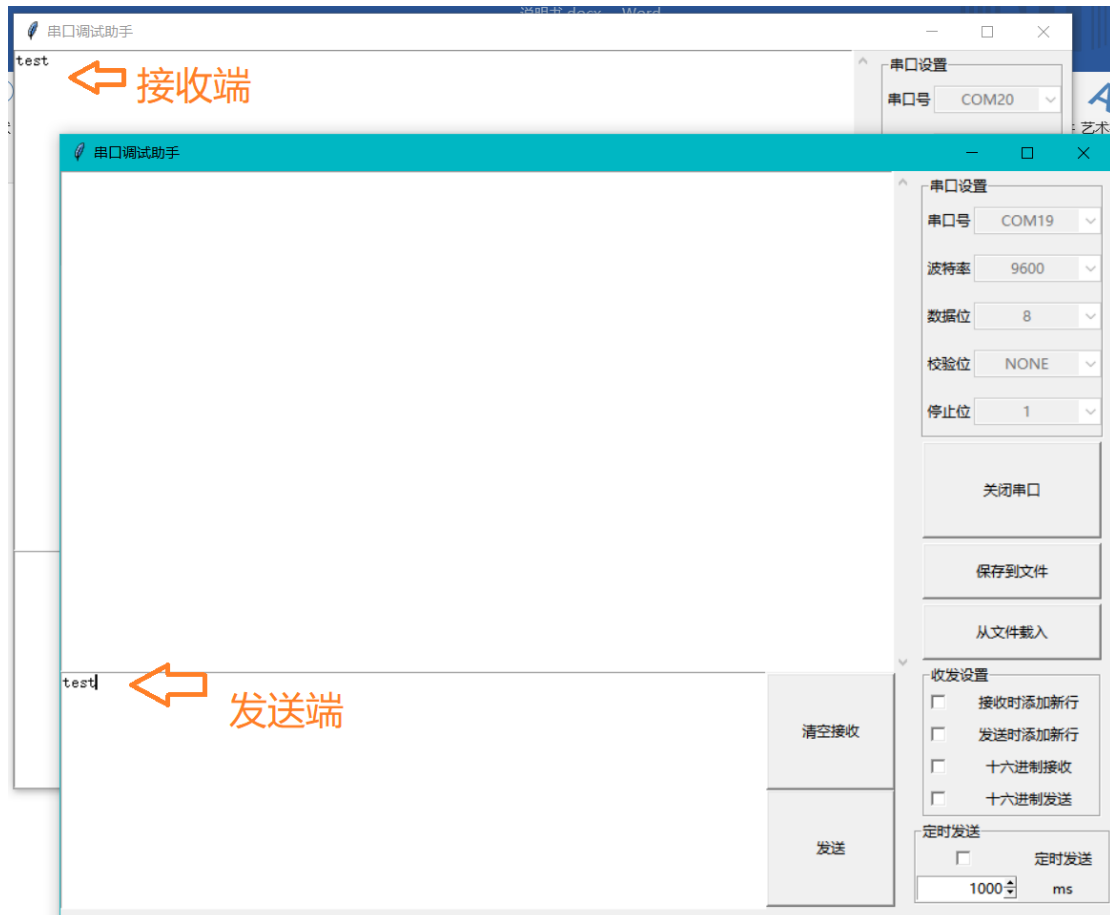 说明书.docx - Word
串口调试助手
test
接收端
串口设置
串口号 COM20
艺术
串口调试助手
串口设置
串口号 COM19
波特率 9600
数据位 8
校验位 NONE
停止位 1
关闭串口
保存到文件
从文件载入
test
发送端
清空接收
发送
收发设置
接收时添加新行
发送时添加新行
十六进制接收
十六进制发送
定时发送
定时发送
1000 ms